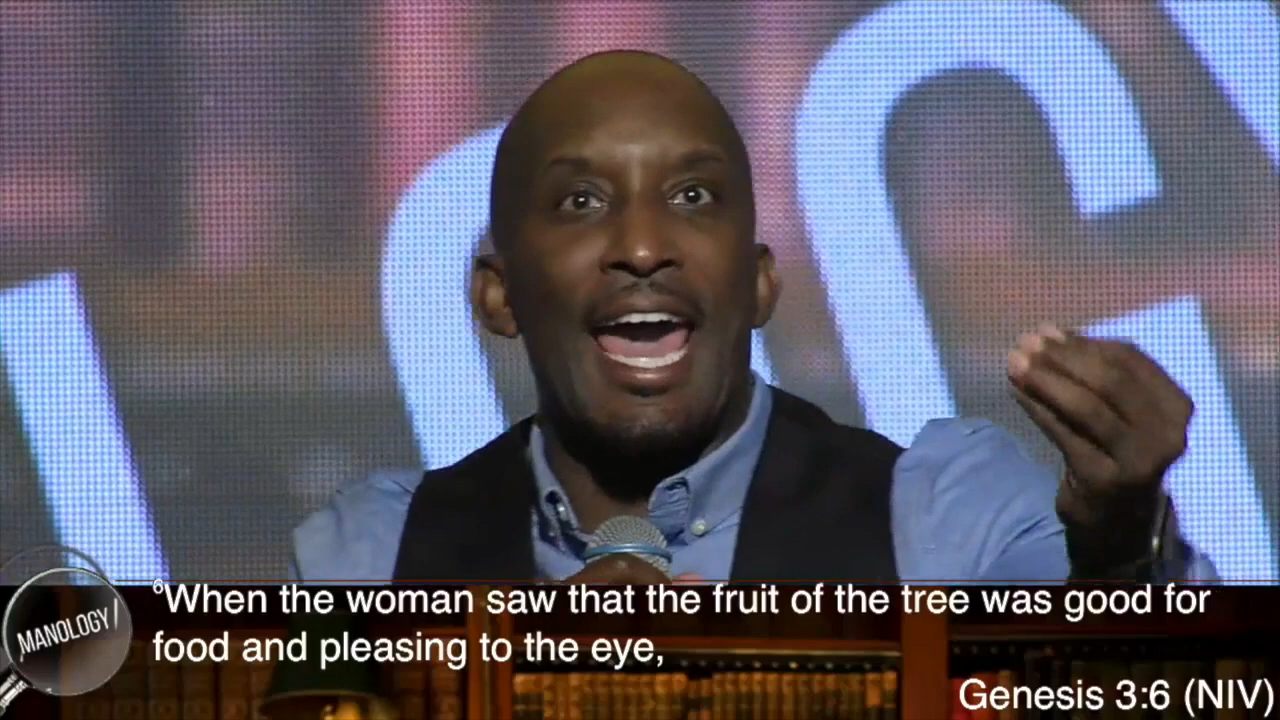 LOGY
⁶When the woman saw that the fruit of the tree was good for
food and pleasing to the eye,
MANOLOGY
Genesis 3:6 (NIV)